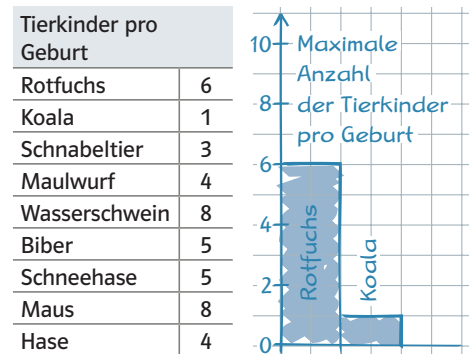 Tierkinder pro
Geburt
Rotfuchs 6
Koala 1
Schnabeltier 3
Maulwurf 4
Wasserschwein 8
Biber 5
Schneehase 5
Maus 8
Hase 4
10 Maximale
Anzahl
8 der Tierkinder
pro Geburt
6
4
2
0
Rotfuchs
Koala